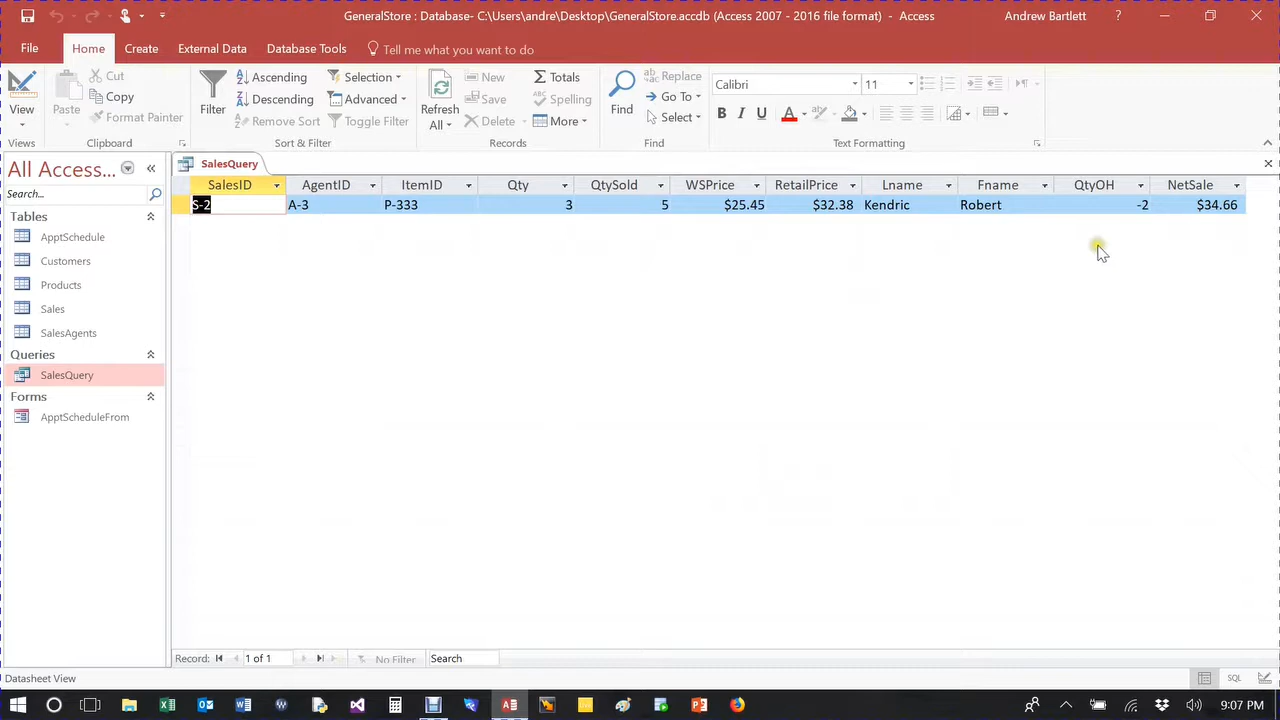 GeneralStore : Database- C:\Users\andre\Desktop\GeneralStore.accdb (Access 2007 - 2016 file format) - Access
Andrew Bartlett
?
File Home Create External Data Database Tools Tell me what you want to do
View
Paste
Cut
Copy
Format Painter
Filter
Ascending
Descending
Remove Sort
Selection
Advanced
Toggle Filter
Refresh
All
New
Save
Delete
Totals
Spelling
More
Find
Replace
Go To
Select
Calibri
11
B I U A
Views Clipboard Sort & Filter Records Find Text Formatting
All Access...
Search...
Tables
ApptSchedule
Customers
Products
Sales
SalesAgents
Queries
SalesQuery
Forms
ApptScheduleFrom
SalesQuery
SalesID AgentID ItemID Qty QtySold WSPrice RetailPrice Lname Fname QtyOH NetSale
S-2 A-3 P-333 3 5 $25.45 $32.38 Kendric Robert -2 $34.66
Record: 1 of 1 No Filter Search
Datasheet View
SQL
9:07 PM